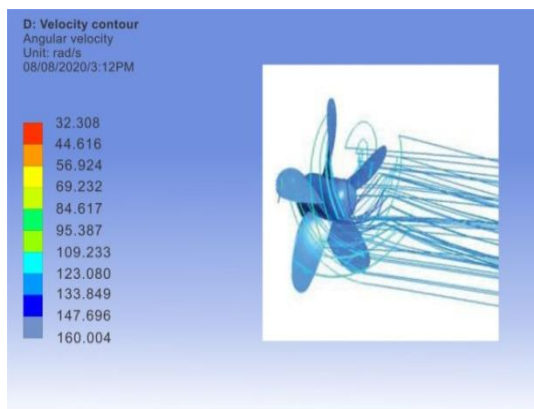 D: Velocity contour
Angular velocity
Unit: rad/s
08/08/2020/3:12PM
32.308
44.616
56.924
69.232
84.617
95.387
109.233
123.080
133.849
147.696
160.004